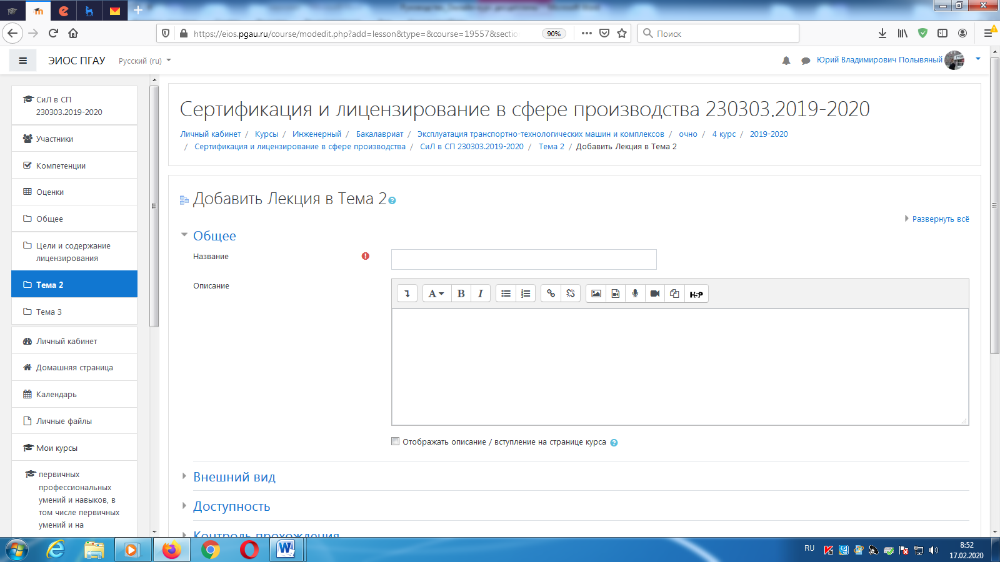 https://eios.pgau.ru/course/modedit.php?add=lesson&type=&course=19557&sectio
90%
Поиск
ЭИОС ПГАУ
Русский (ru)
Юрий Владимирович Полывяный
СиЛ в СП
230303.2019-2020
Участники
Компетенции
Оценки
Общее
Цели и содержание
лицензирования
Тема 2
Тема 3
Личный кабинет
Домашняя страница
Календарь
Личные файлы
Мои курсы
первичных
профессиональных
умений и навыков, в
том числе первичных
умений и на
Сертификация и лицензирование в сфере производства 230303.2019-2020
Личный кабинет / Курсы / Инженерный / Бакалавриат / Эксплуатация транспортно-технологических машин и комплексов / очно / 4 курс / 2019-2020
/ Сертификация и лицензирование в сфере производства / СиЛ в СП 230303.2019-2020 / Тема 2 / Добавить Лекция в Тема 2
Добавить Лекция в Тема 2
Развернуть всё
Общее
Название
Описание
A B I H5P
Отображать описание / вступление на странице курса
Внешний вид
Доступность
Контроль прохождения
RU
8:52
17.02.2020